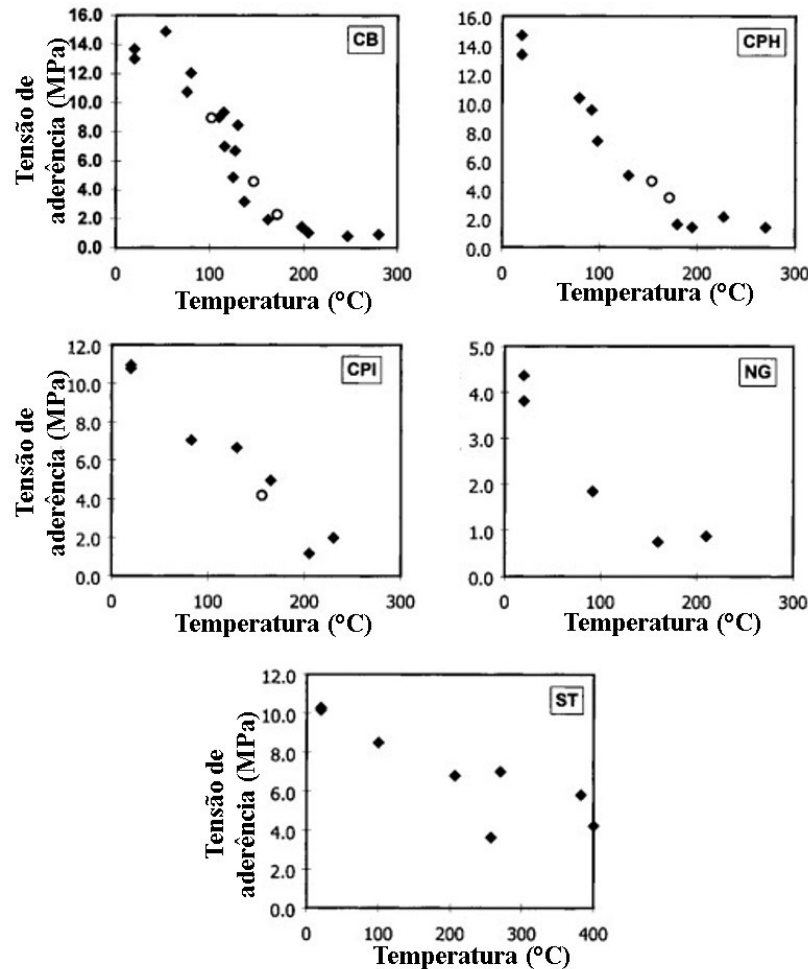 16.0
14.0
12.0
10.0
8.0
6.0
4.0
2.0
0.0
CB
0 100 200 300
Temperatura (°C)
Tensão de
aderência (MPa)
16.0
14.0
12.0
10.0
8.0
6.0
4.0
2.0
0.0
CPH
0 100 200 300
Temperatura (°C)
12.0
10.0
8.0
6.0
4.0
2.0
0.0
CPI
0 100 200 300
Temperatura (°C)
Tensão de
aderência (MPa)
5.0
4.0
3.0
2.0
1.0
0.0
NG
0 100 200 300
Temperatura (°C)
12.0
10.0
8.0
6.0
4.0
2.0
0.0
ST
0 100 200 300 400
Temperatura (°C)
Tensão de
aderência (MPa)